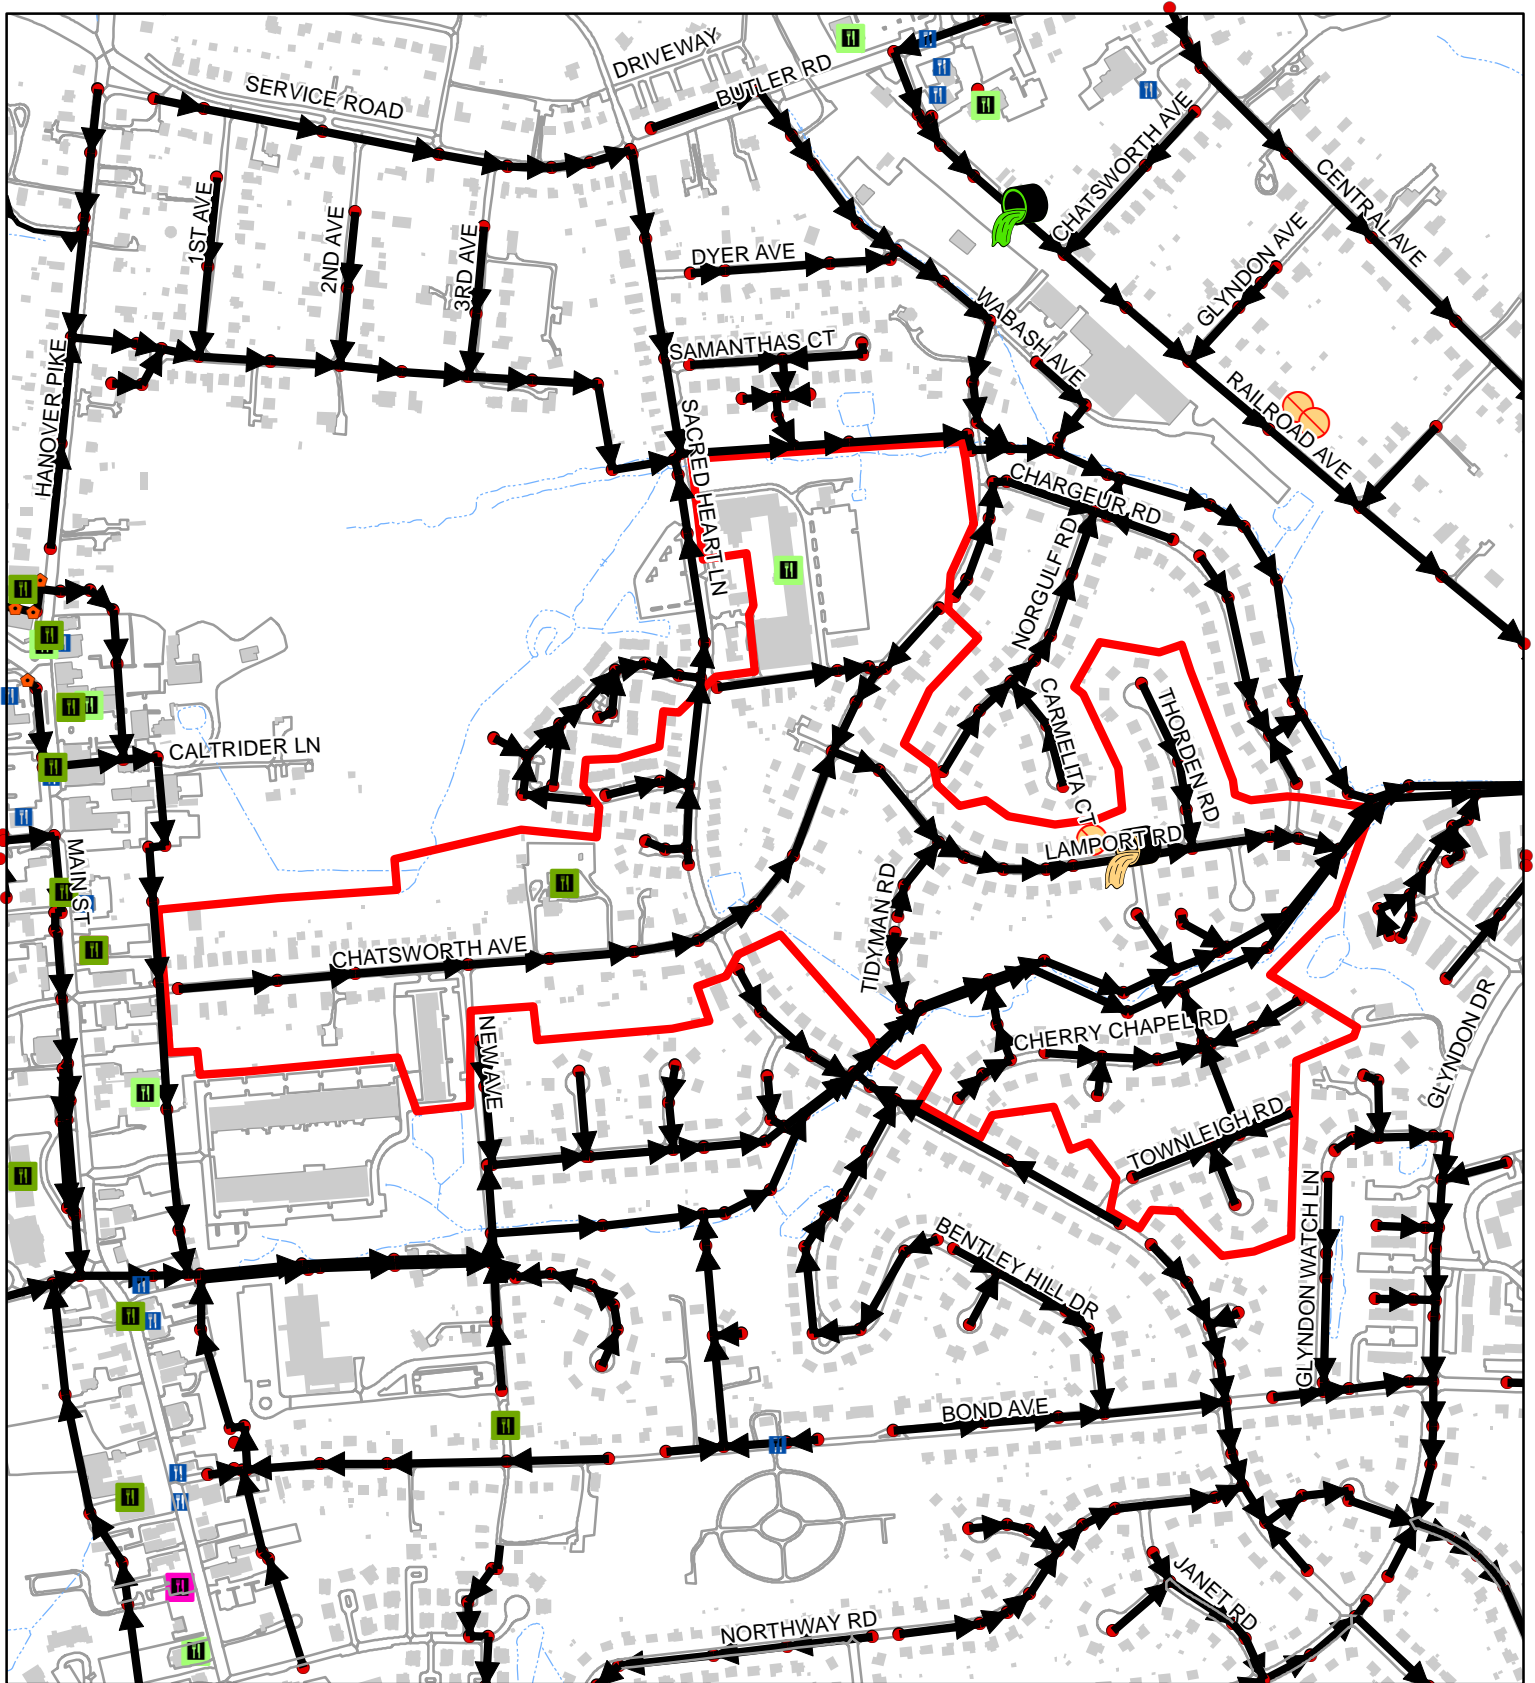 DRIVEWAY
SERVICE ROAD
BUTLER RD
CHATSWORTH AVE
CENTRAL AVE
1ST AVE
2ND AVE
3RD AVE
DYER AVE
GLYNDON AVE
WABASH AVE
SAMANTHAS CT
HANOVER PIKE
RAILROAD AVE
SACRED HEART LN
CHARGEUR RD
NORGULF RD
CARMELITA CT
THORDEN RD
CALTRIDER LN
LAMPORT RD
MAIN ST
TIDYMAN RD
CHATSWORTH AVE
CHERRY CHAPEL RD
GLYNDON DR
NEW AVE
TOWNLEIGH RD
GLYNDON WATCH LN
BENTLEY HILL DR
BOND AVE
JANET RD
NORTHWAY RD